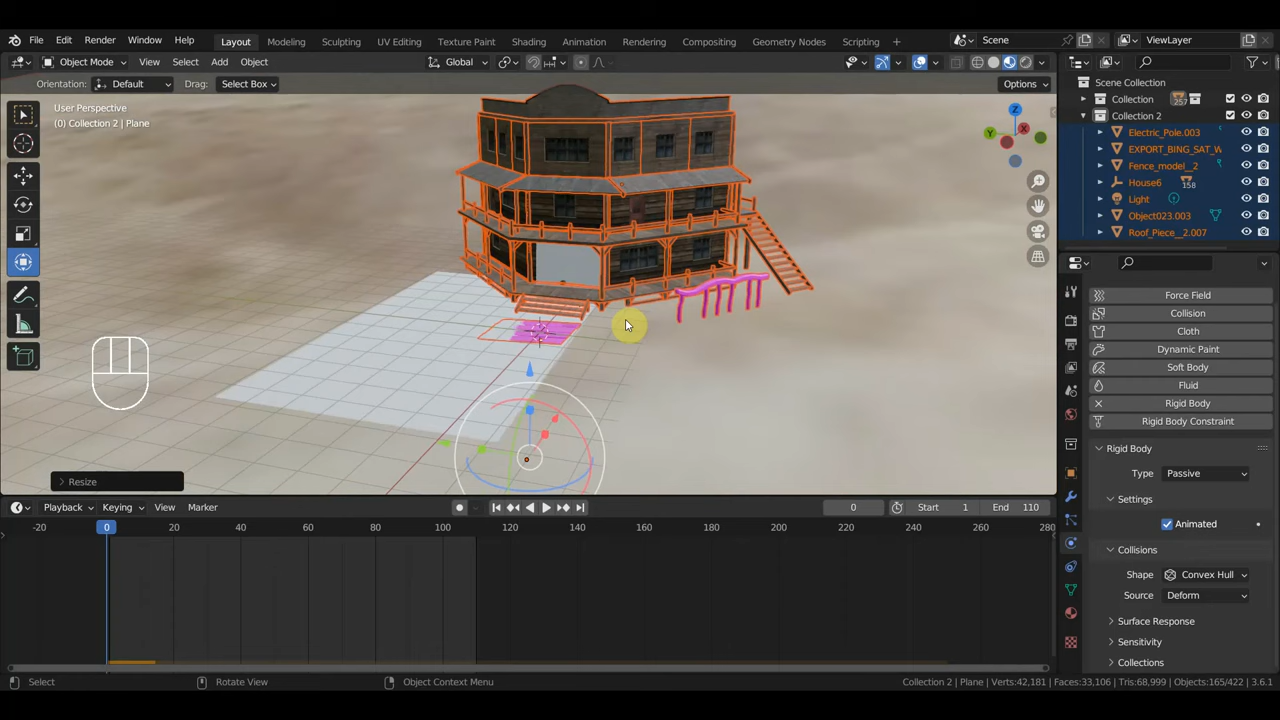 File Edit Render Window Help Layout Modeling Sculpting UV Editing Texture Paint Shading Animation Rendering Compositing Geometry Nodes Scripting + Scene ViewLayer
Object Mode View Select Add Object Global
Orientation: Default Drag: Select Box Options
User Perspective
(0) Collection 2 | Plane
Z
Y
X
Resize
Scene Collection
Collection 257
Collection 2
Electric_Pole.003
EXPORT_BING_SAT_W
Fence_model__2
House6 158
Light
Object023.003
Roof_Piece__2.007
Force Field
Collision
Cloth
Dynamic Paint
Soft Body
Fluid
Rigid Body
Rigid Body Constraint
Rigid Body
Type Passive
Settings
Animated
Collisions
Shape Convex Hull
Source Deform
Surface Response
Sensitivity
Collections
Playback Keying View Marker 0 Start 1 End 110
-20 0 20 40 60 80 100 120 140 160 180 200 220 240 260 280
Select Rotate View Object Context Menu Collection 2 | Plane Verts:42,181 | Faces:33,106 | Tris:68,999 | Objects:165/422 | 3.6.1